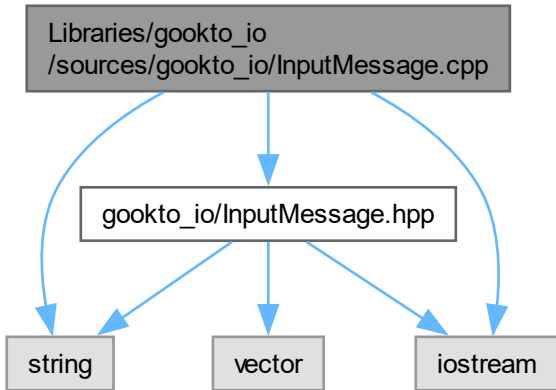 Libraries/gookto_io
/sources/gookto_io/InputMessage.cpp
gookto_io/InputMessage.hpp
string
vector
iostream